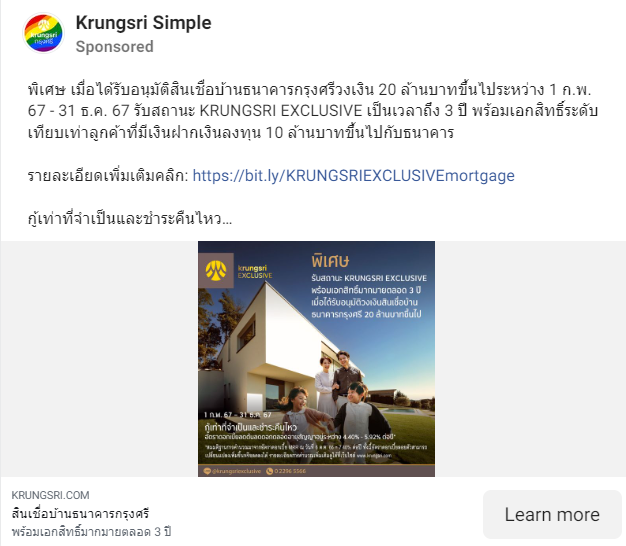 Krungsri Simple
Sponsored
krungsri
กรุงศรี
พิเศษ เมื่อได้รับอนุมัติสินเชื่อบ้านธนาคารกรุงศรีวงเงิน 20 ล้านบาทขึ้นไประหว่าง 1 ก.พ.
67 - 31 ธ.ค. 67 รับสถานะ KRUNGSRI EXCLUSIVE เป็นเวลาถึง 3 ปี พร้อมเอกสิทธิ์ระดับ
เทียบเท่าลูกค้าที่มีเงินฝากเงินลงทุน 10 ล้านบาทขึ้นไปกับธนาคาร
รายละเอียดเพิ่มเติมคลิก: https://bit.ly/KRUNGSRIEXCLUSIVEmortgage
กู้เท่าที่จำเป็นและชำระคืนไหว...
krungsri
EXCLUSIVE
พิเศษ
รับสถานะ KRUNGSRI EXCLUSIVE
พร้อมเอกสิทธิ์มากมายตลอด 3 ปี
เมื่อได้รับอนุมัติวงเงินสินเชื่อบ้าน
ธนาคารกรุงศรี 20 ล้านบาทขึ้นไป
1 ก.พ. 67 - 31 ธ.ค. 67
กู้เท่าที่จำเป็นและชำระคืนไหว
@krungsriexclusive 0 2296 5566
KRUNGSRI.COM
สินเชื่อบ้านธนาคารกรุงศรี
พร้อมเอกสิทธิ์มากมายตลอด 3 ปี
Learn more